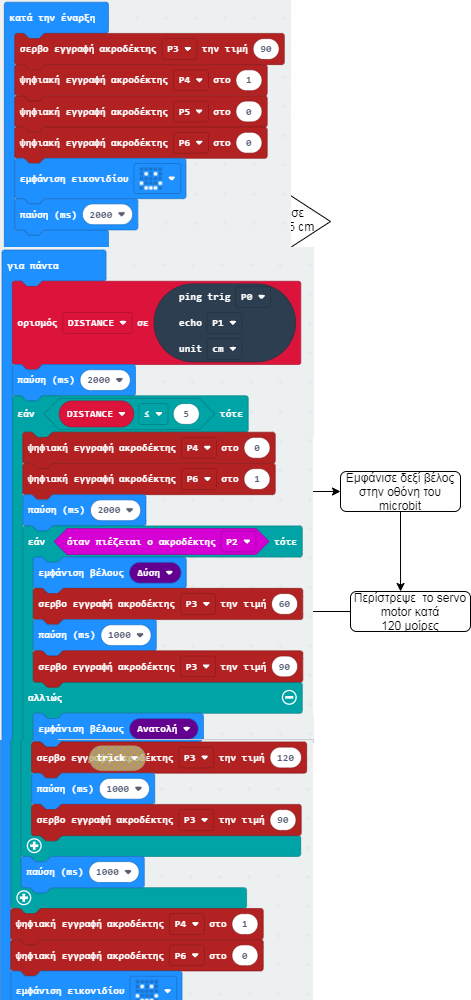 κατά την έναρξη
σερβο εγγραφή ακροδέκτης P3 την τιμή 90
ψηφιακή εγγραφή ακροδέκτης P4 στο 1
ψηφιακή εγγραφή ακροδέκτης P5 στο 0
ψηφιακή εγγραφή ακροδέκτης P6 στο 0
εμφάνιση εικονιδίου
παύση (ms) 2000
σε
5 cm
για πάντα
ping trig P0
ορισμός DISTANCE σε
echo P1
unit cm
παύση (ms) 2000
εάν DISTANCE ≤ 5 τότε
ψηφιακή εγγραφή ακροδέκτης P4 στο 0
ψηφιακή εγγραφή ακροδέκτης P6 στο 1
παύση (ms) 2000
εάν όταν πιέζεται ο ακροδέκτης P2 τότε
εμφάνιση βέλους Δύση
σερβο εγγραφή ακροδέκτης P3 την τιμή 60
παύση (ms) 1000
σερβο εγγραφή ακροδέκτης P3 την τιμή 90
αλλιώς
εμφάνιση βέλους Ανατολή
σερβο εγγρ trick έκτης P3 την τιμή 120
παύση (ms) 1000
σερβο εγγραφή ακροδέκτης P3 την τιμή 90
παύση (ms) 1000
ψηφιακή εγγραφή ακροδέκτης P4 στο 1
ψηφιακή εγγραφή ακροδέκτης P6 στο 0
εμφάνιση εικονιδίου
Εμφάνισε δεξί βέλος
στην οθόνη του
microbit
Περίστρεψε το servo
motor κατά
120 μοίρες